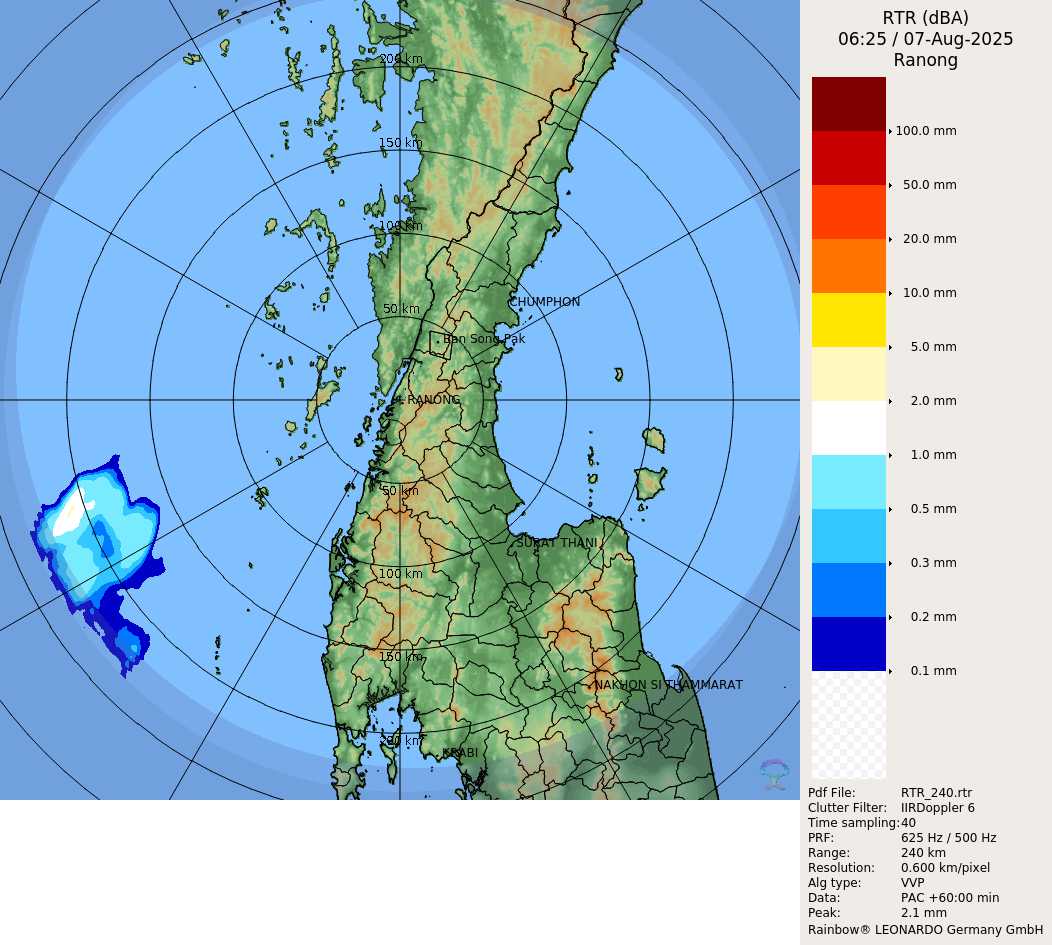 RTR (dBA)
06:25 / 07-Aug-2025
Ranong
100.0 mm
50.0 mm
20.0 mm
10.0 mm
5.0 mm
2.0 mm
1.0 mm
0.5 mm
0.3 mm
0.2 mm
0.1 mm
Pdf File: RTR_240.rtr
Clutter Filter: IIRDoppler 6
Time sampling:40
PRF: 625 Hz / 500 Hz
Range: 240 km
Resolution: 0.600 km/pixel
Alg type: VVP
Data: PAC +60:00 min
Peak: 2.1 mm
Rainbow® LEONARDO Germany GmbH
200 km
150 km
100 km
CHUMPHON
50 km
Ban Song Pak
RANONG
50 km
SURAT THANI
100 km
150 km
NAKHON SI THAMMARAT
200 km
KRABI